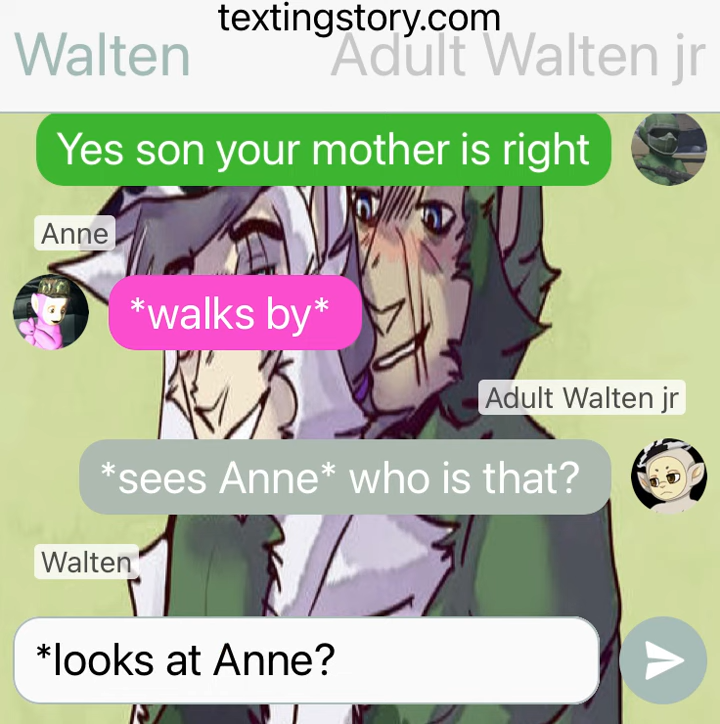 textingstory.com
Walten Adult Walten jr
Yes son your mother is right
Anne
*walks by*
Adult Walten jr
*sees Anne* who is that?
Walten
*looks at Anne?